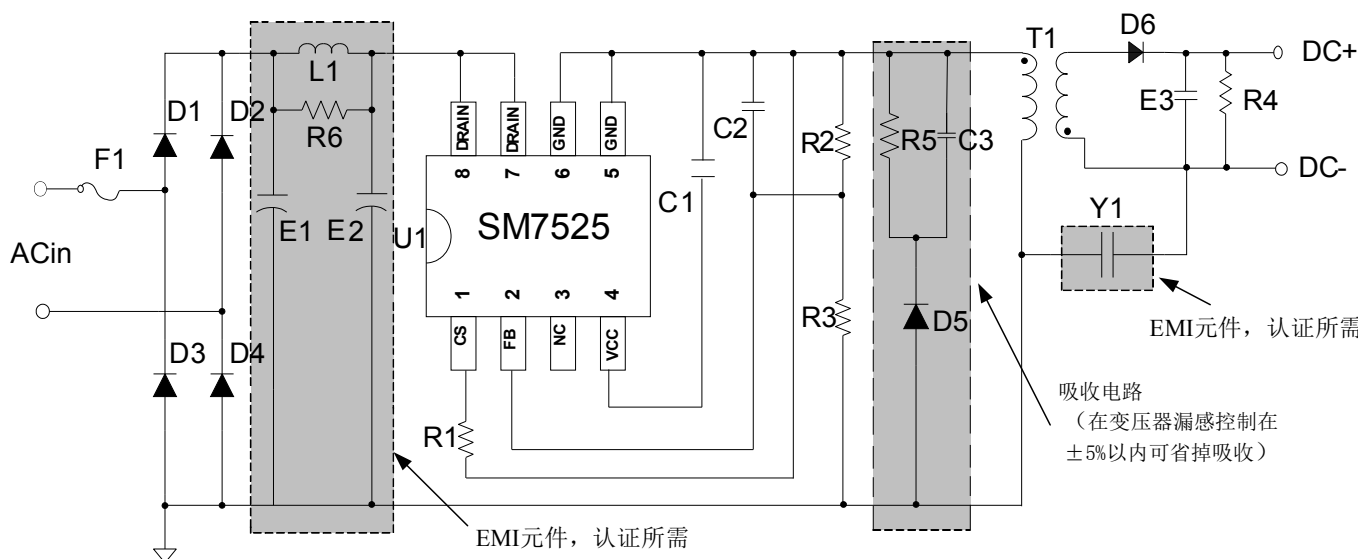 T1
D6
DC+
L1
D1
D2
R6
DRAIN
DRAIN
GND
GND
C2
R2
R5
C3
E3
R4
F1
8
7
6
5
C1
DC-
E1
E2
U1
SM7525
Y1
ACin
1
2
3
4
R3
D5
EMI元件，认证所需
D3
D4
CS
FB
NC
VCC
吸收电路
（在变压器漏感控制在
±5%以内可省掉吸收）
R1
EMI元件，认证所需